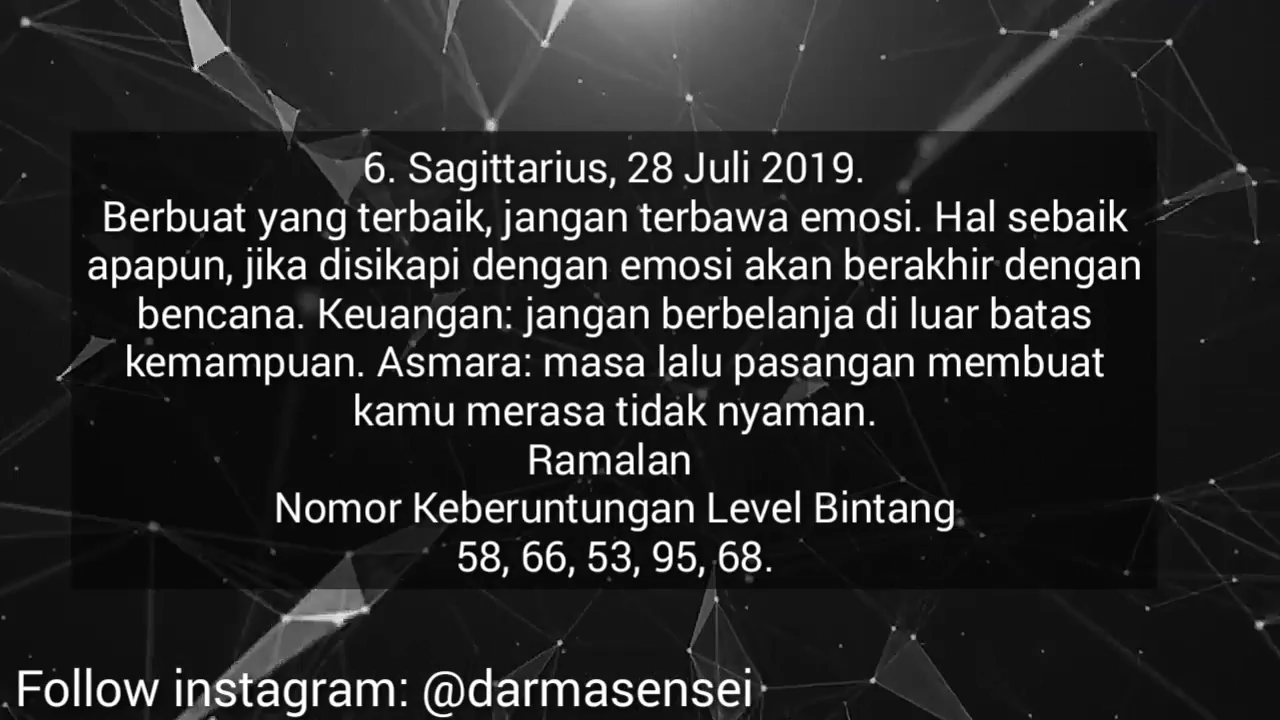 6. Sagittarius, 28 Juli 2019.
Berbuat yang terbaik, jangan terbawa emosi. Hal sebaik
apapun, jika disikapi dengan emosi akan berakhir dengan
bencana. Keuangan: jangan berbelanja di luar batas
kemampuan. Asmara: masa lalu pasangan membuat
kamu merasa tidak nyaman.
Ramalan
Nomor Keberuntungan Level Bintang
58, 66, 53, 95, 68.
Follow instagram: @darmasensei